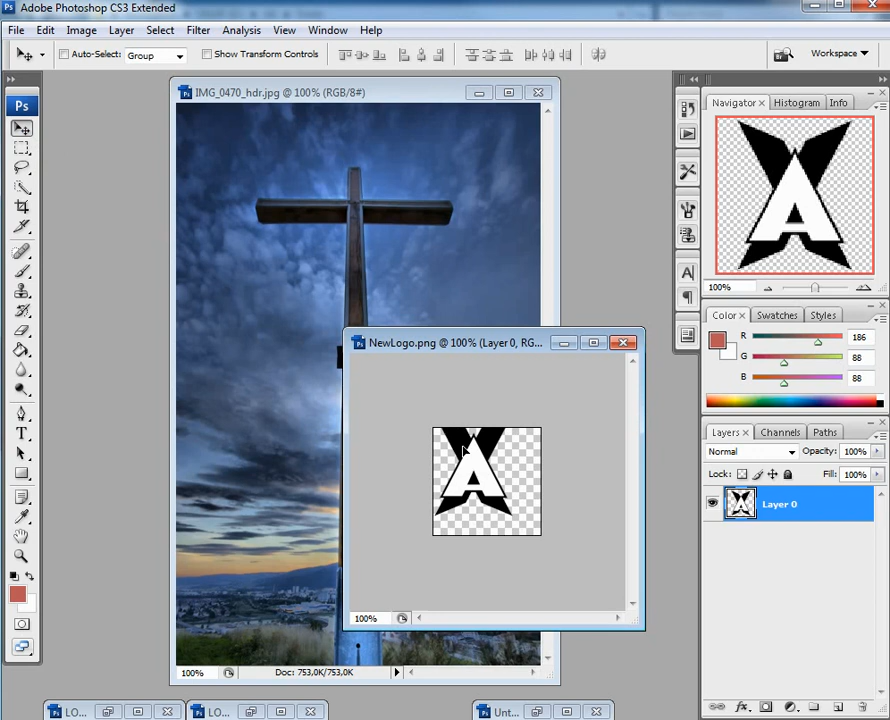 Adobe Photoshop CS3 Extended
File Edit Image Layer Select Filter Analysis View Window Help
Auto-Select: Group Show Transform Controls Workspace
Ps
IMG_0470_hdr.jpg @ 100% (RGB/8#)
Navigator Histogram Info
A
100%
NewLogo.png @ 100% (Layer 0, RG...
A
100%
Color Swatches Styles
R 186
G 88
B 88
Layers Channels Paths
Normal Opacity: 100%
Lock: Fill: 100%
Layer 0
T
A
100%
100% Doc: 753,0K/753,0K
LO... LO... Unt...